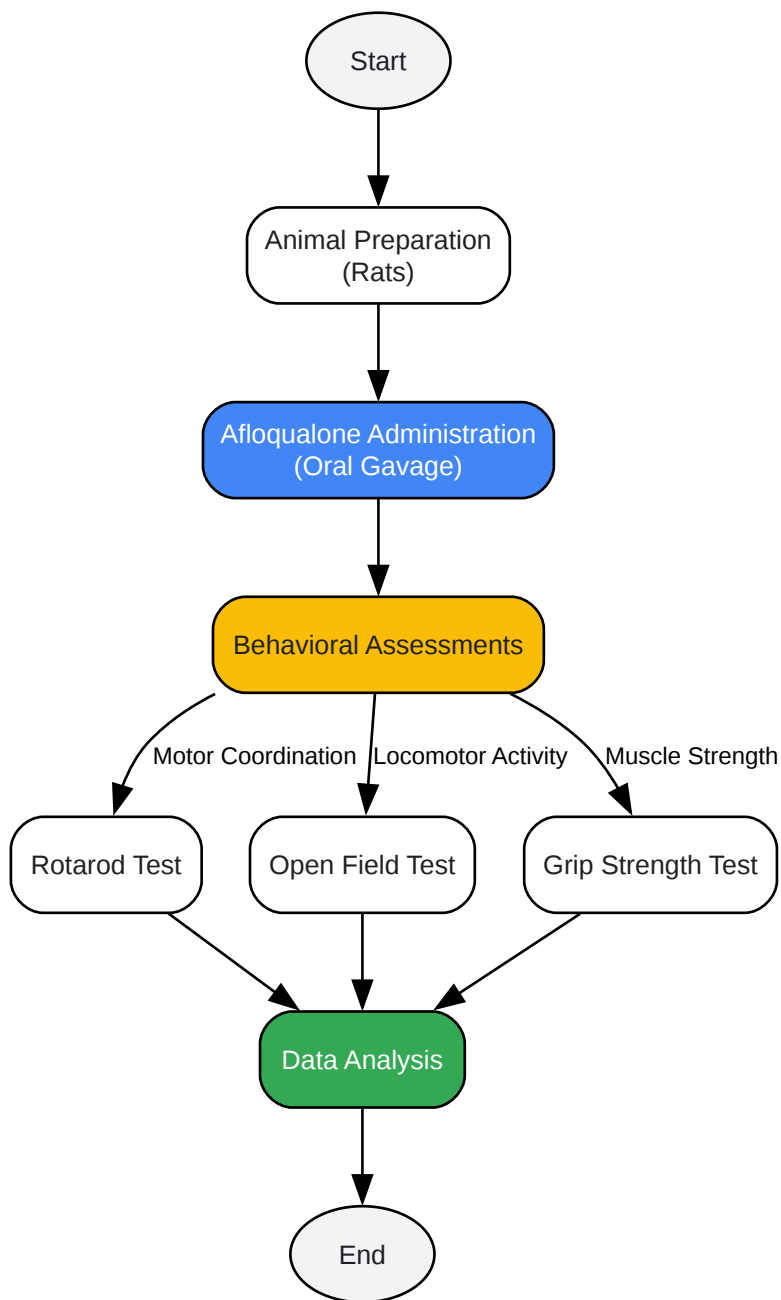 Start
Animal Preparation
(Rats)
Afloqualone Administration
(Oral Gavage)
Behavioral Assessments
Motor Coordination
Locomotor Activity
Muscle Strength
Rotarod Test
Open Field Test
Grip Strength Test
Data Analysis
End